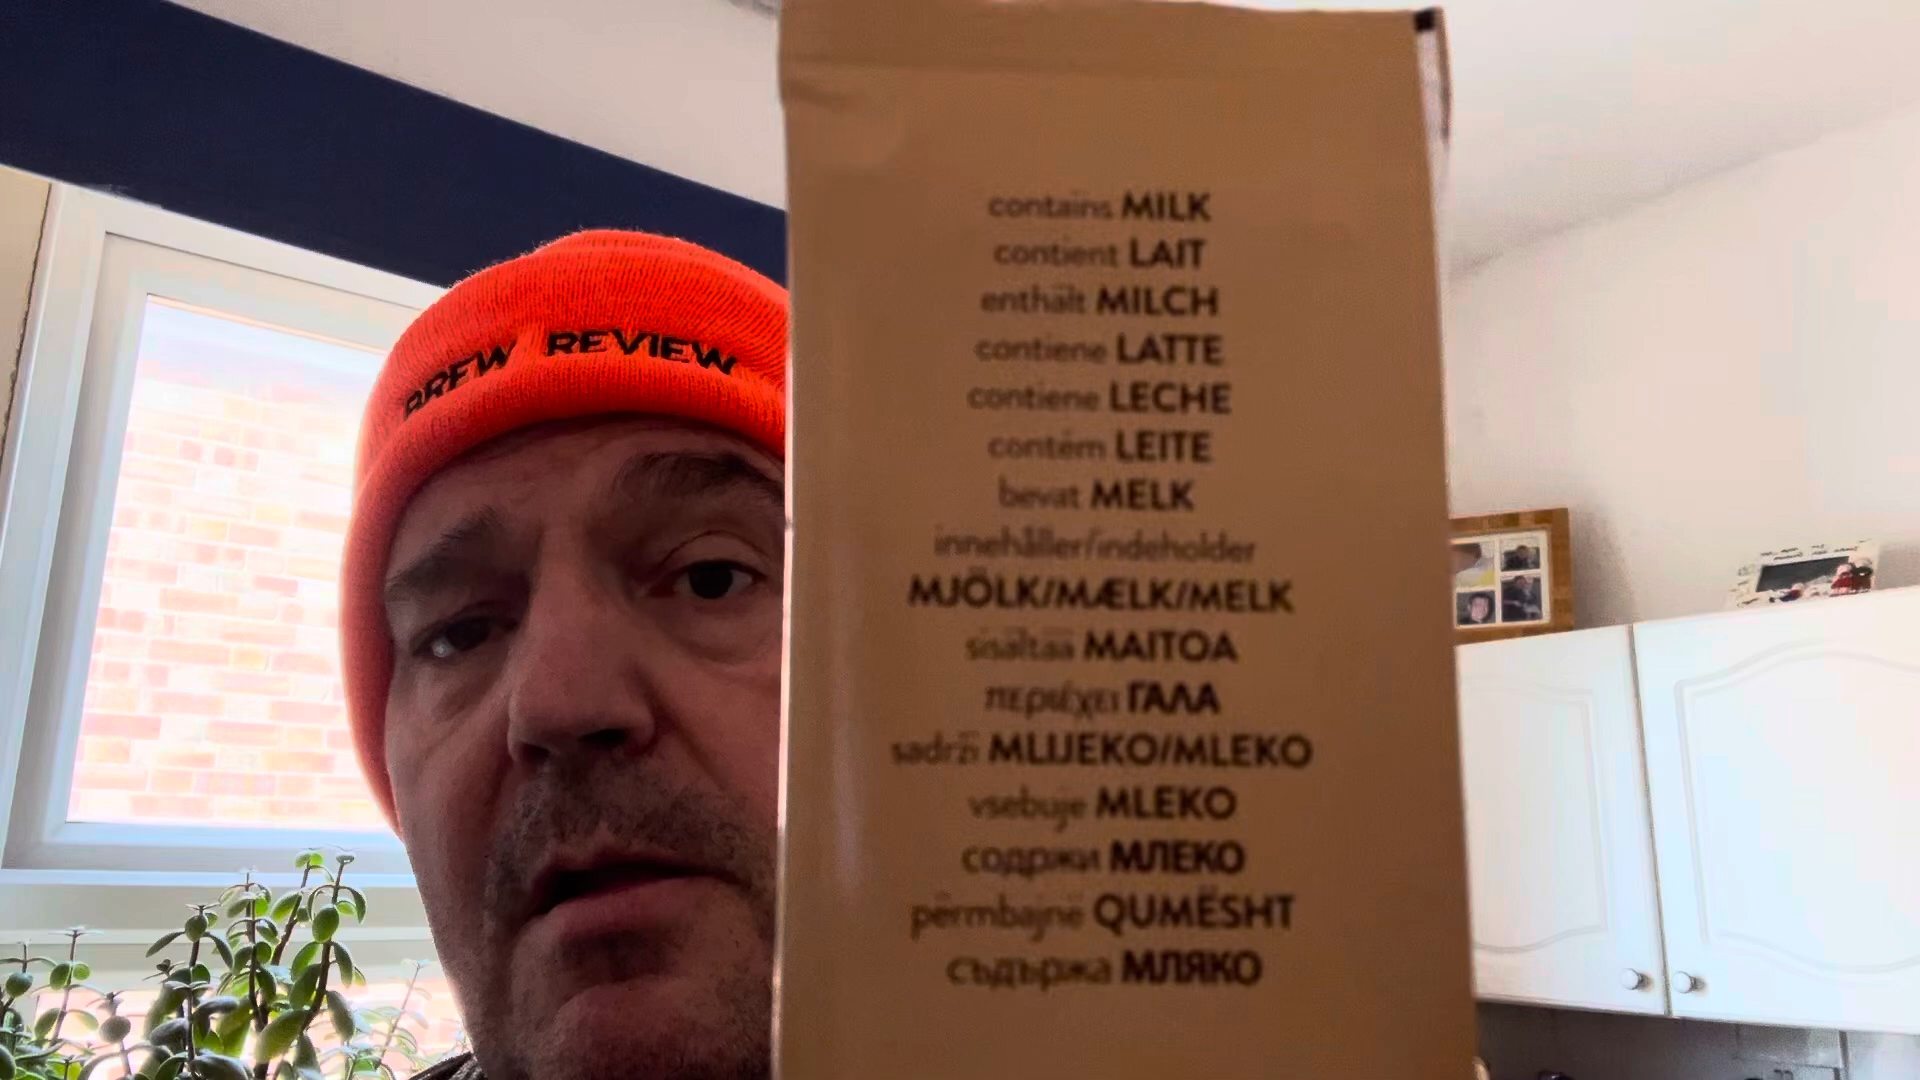 BREW REVIEW
contains MILK
contient LAIT
enthält MILCH
contiene LATTE
contiene LECHE
contém LEITE
bevat MELK
innehåller/indeholder
MJÖLK/MÆLK/MELK
sisältää MAITOA
περιέχει ΓΑΛΑ
sadrži MLIJEKO/MLEKO
vsebuje MLEKO
содржи МЛЕКО
përmbajnë QUMËSHT
съдържа МЛЯКО